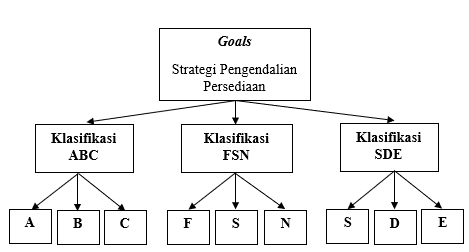 Goals
Strategi Pengendalian
Persediaan
Klasifikasi
ABC
Klasifikasi
FSN
Klasifikasi
SDE
A
B
C
F
S
N
S
D
E